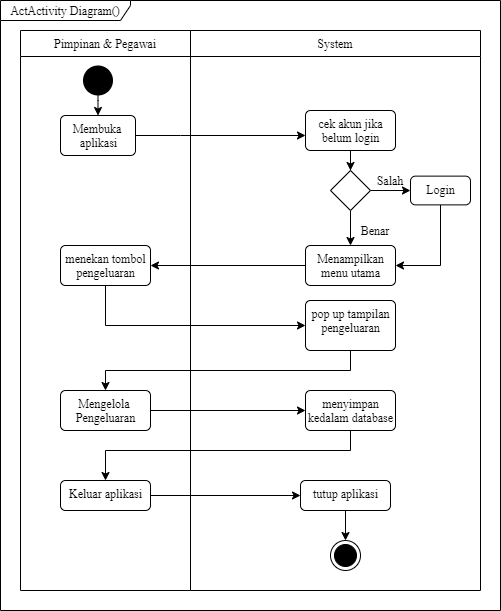 ActActivity Diagram()
Pimpinan & Pegawai
System
Membuka
aplikasi
cek akun jika
belum login
Salah
Login
Benar
menekan tombol
pengeluaran
Menampilkan
menu utama
pop up tampilan
pengeluaran
Mengelola
Pengeluaran
menyimpan
kedalam database
Keluar aplikasi
tutup aplikasi